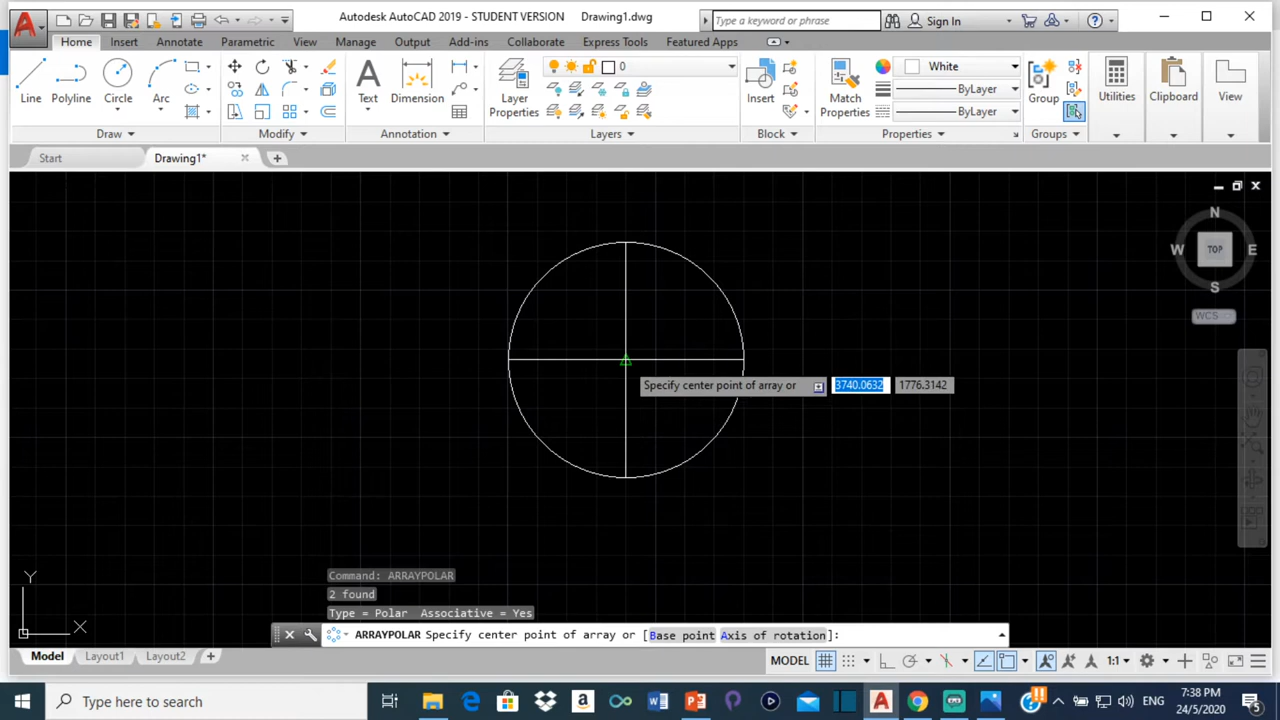 Autodesk AutoCAD 2019 - STUDENT VERSION Drawing1.dwg
Type a keyword or phrase
Sign In
Home Insert Annotate Parametric View Manage Output Add-ins Collaborate Express Tools Featured Apps
Line Polyline Circle Arc
Text Dimension
Layer Properties
0
Insert
Match Properties
White
ByLayer
ByLayer
Group
Utilities
Clipboard
View
Draw Modify Annotation Layers Block Properties Groups
Start Drawing1*
N
W TOP E
S
WCS
Specify center point of array or 3740.0632 1776.3142
Y
X
Command: ARRAYPOLAR
2 found
Type = Polar Associative = Yes
ARRAYPOLAR Specify center point of array or [Base point Axis of rotation]:
Model Layout1 Layout2
MODEL 1:1
Type here to search
ENG
7:38 PM
24/5/2020
5